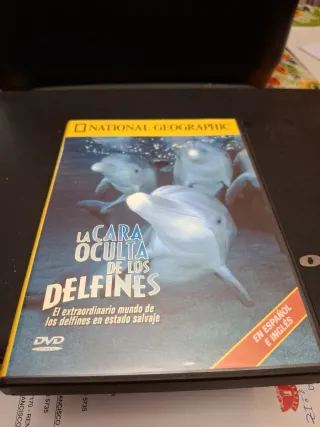 NATIONAL GEOGRAPHIC
LA CARA
OCULTA
DE LOS
DELFINES
El extraordinario mundo de
los delfines en estado salvaje
DVD
EN ESPAÑOL
E INGLÉS